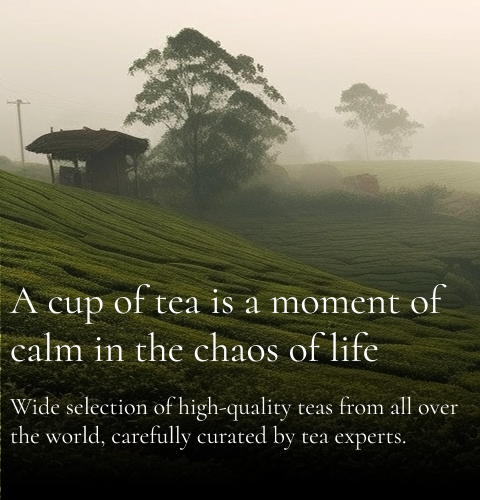 A cup of tea is a moment of
calm in the chaos of life
Wide selection of high-quality teas from all over
the world, carefully curated by tea experts.